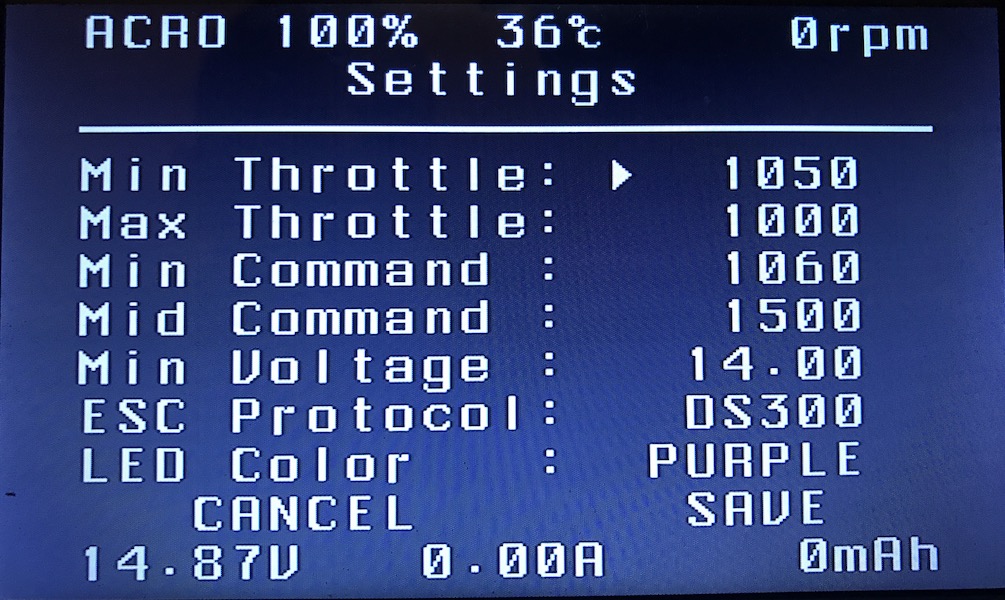 ACRO 100% 36℃ 0rpm
Settings
Min Throttle: ▶ 1050
Max Throttle: 1000
Min Command : 1060
Mid Command : 1500
Min Voltage : 14.00
ESC Protocol: DS300
LED Color : PURPLE
CANCEL SAVE
14.87V 0.00A 0mAh